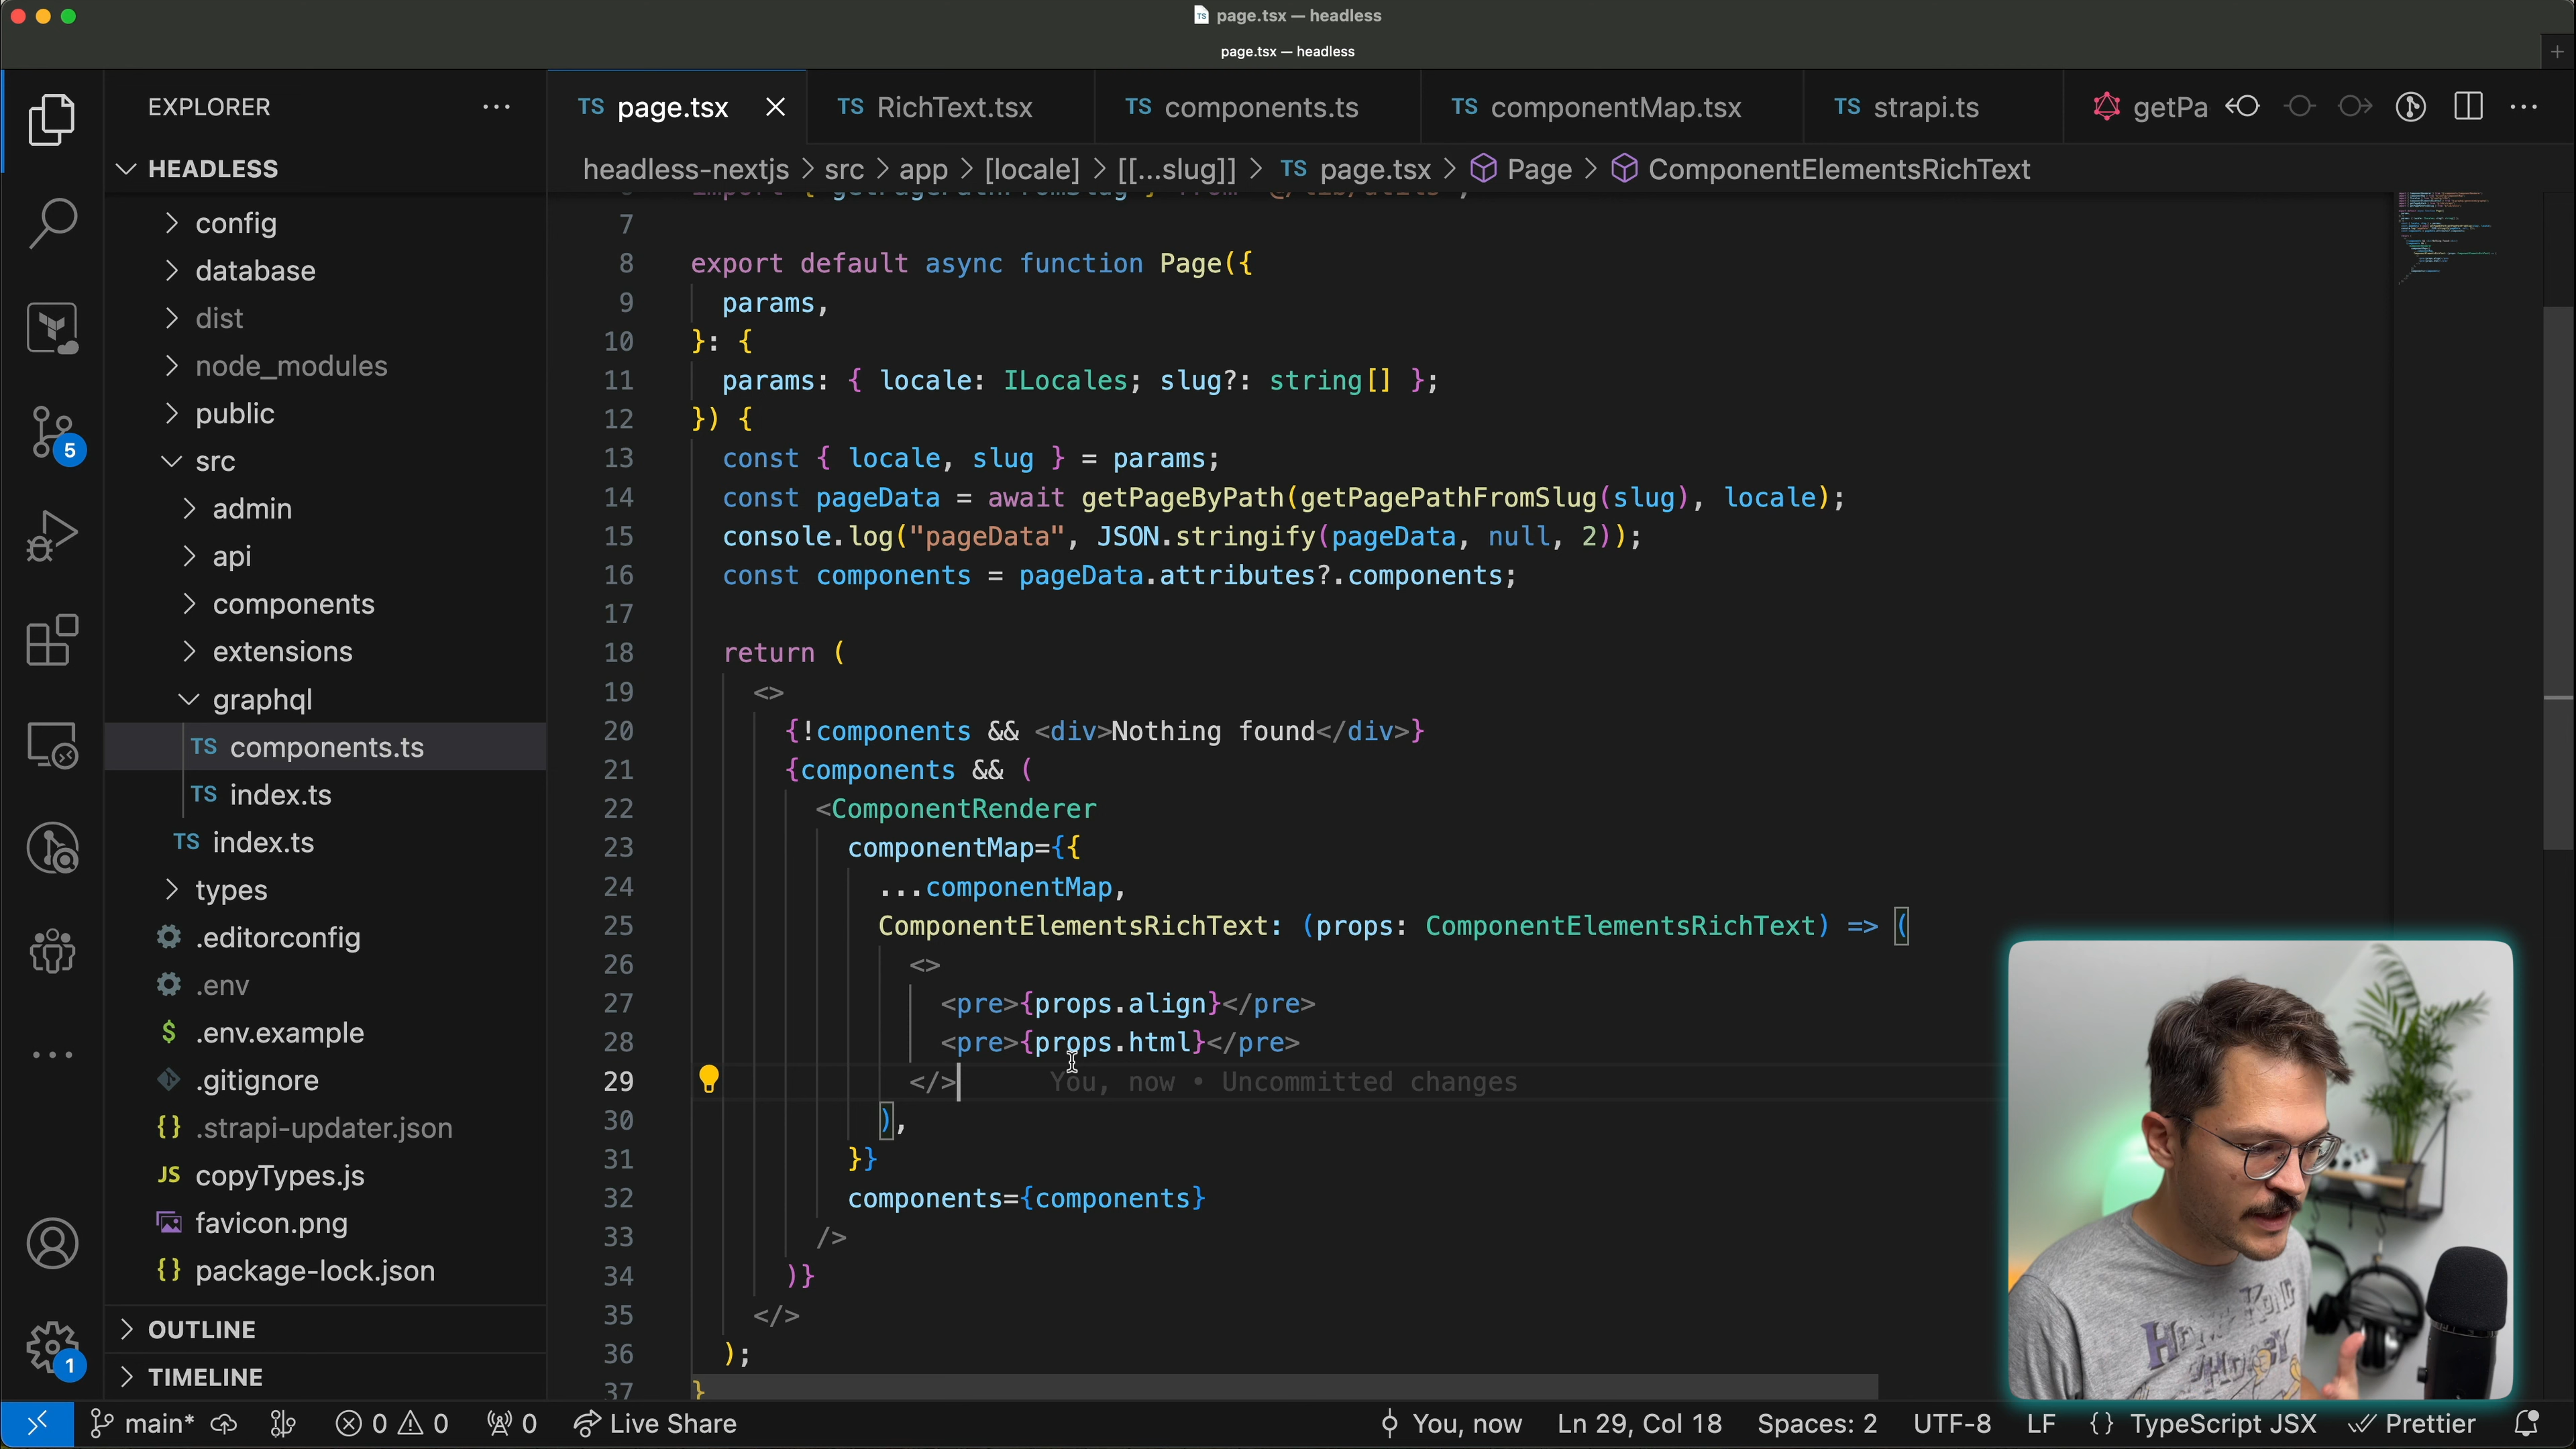 page.tsx — headless
page.tsx — headless
EXPLORER
HEADLESS
config
database
dist
node_modules
public
src
admin
api
components
extensions
graphql
TS components.ts
TS index.ts
TS index.ts
types
.editorconfig
.env
$ .env.example
.gitignore
{} .strapi-updater.json
JS copyTypes.js
favicon.png
{} package-lock.json
OUTLINE
TIMELINE
5
1
TS page.tsx
TS RichText.tsx
TS components.ts
TS componentMap.tsx
TS strapi.ts
getPa
headless-nextjs > src > app > [locale] > [[...slug]] > TS page.tsx > Page > ComponentElementsRichText
7
8 export default async function Page({
9 params,
10 }: {
11 params: { locale: ILocales; slug?: string[] };
12 }) {
13 const { locale, slug } = params;
14 const pageData = await getPageByPath(getPagePathFromSlug(slug), locale);
15 console.log("pageData", JSON.stringify(pageData, null, 2));
16 const components = pageData.attributes?.components;
17
18 return (
19 <>
20 {!components && <div>Nothing found</div>}
21 {components && (
22 <ComponentRenderer
23 componentMap={{
24 ...componentMap,
25 ComponentElementsRichText: (props: ComponentElementsRichText) => (
26 <>
27 <pre>{props.align}</pre>
28 <pre>{props.html}</pre>
29 </> You, now • Uncommitted changes
30 ),
31 }}
32 components={components}
33 />
34 )}
35 </>
36 );
37 }
main* 0 0 0 Live Share You, now Ln 29, Col 18 Spaces: 2 UTF-8 LF {} TypeScript JSX Prettier